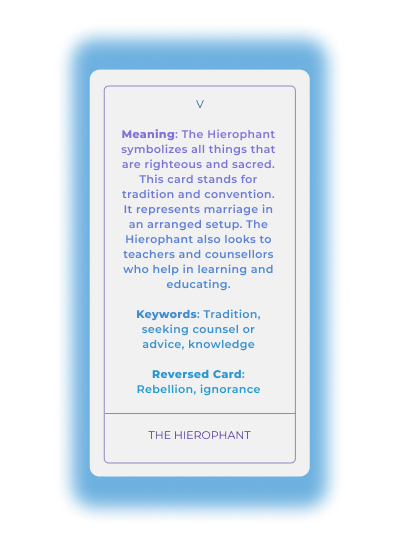 V
Meaning: The Hierophant
symbolizes all things that
are righteous and sacred.
This card stands for
tradition and convention.
It represents marriage in
an arranged setup. The
Hierophant also looks to
teachers and counsellors
who help in learning and
educating.
Keywords: Tradition,
seeking counsel or
advice, knowledge
Reversed Card:
Rebellion, ignorance
THE HIEROPHANT